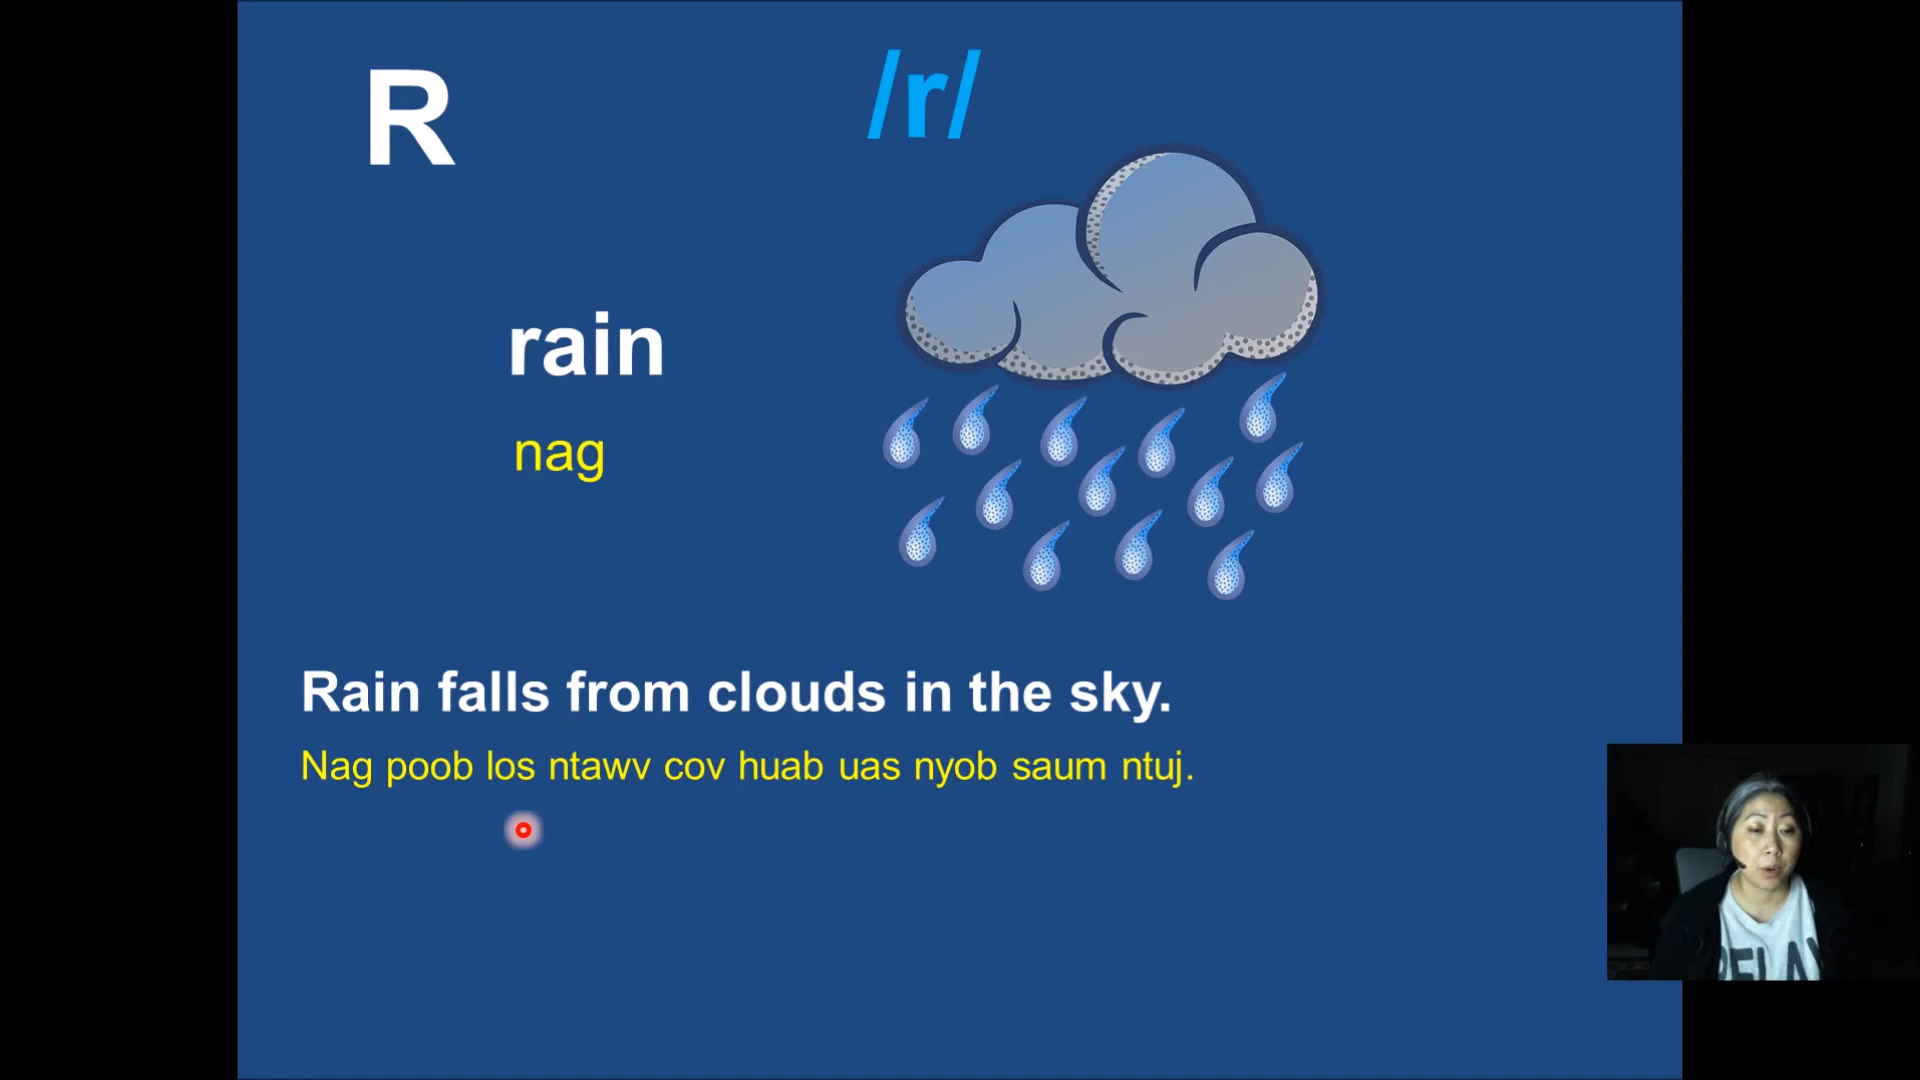 R
/r/
rain
nag
Rain falls from clouds in the sky.
Nag poob los ntawv cov huab uas nyob saum ntuj.
RELAX